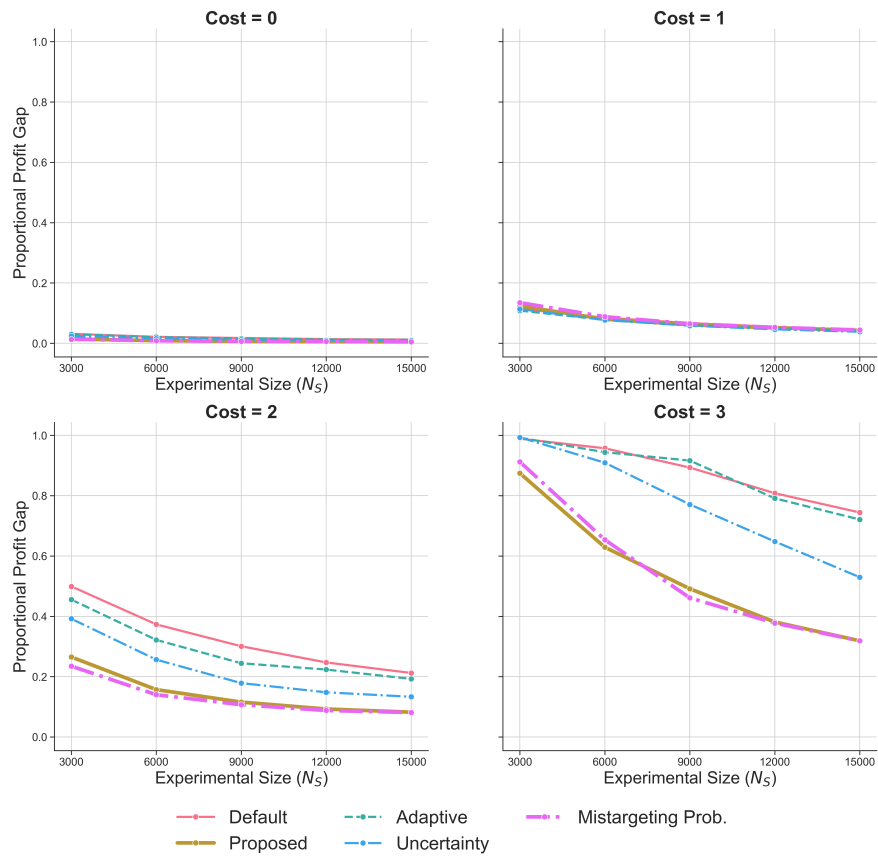 Cost = 0
Cost = 1
Proportional Profit Gap
1.0
0.8
0.6
0.4
0.2
0.0
3000 6000 9000 12000 15000
3000 6000 9000 12000 15000
Experimental Size (N_S)
Experimental Size (N_S)
Cost = 2
Cost = 3
Proportional Profit Gap
1.0
0.8
0.6
0.4
0.2
0.0
3000 6000 9000 12000 15000
3000 6000 9000 12000 15000
Experimental Size (N_S)
Experimental Size (N_S)
Default Adaptive Mistargeting Prob.
Proposed Uncertainty